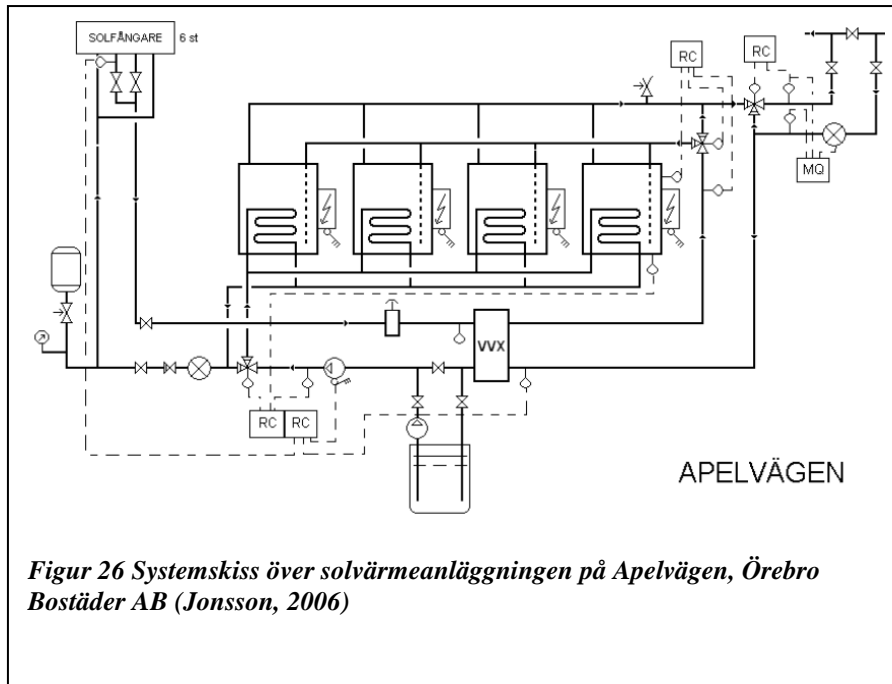 SOLFÅNGARE 6 st
RC
RC
MQ
VVX
RC
RC
APELVÄGEN
Figur 26 Systemskiss över solvärmeanläggningen på Apelvägen, Örebro
Bostäder AB (Jonsson, 2006)